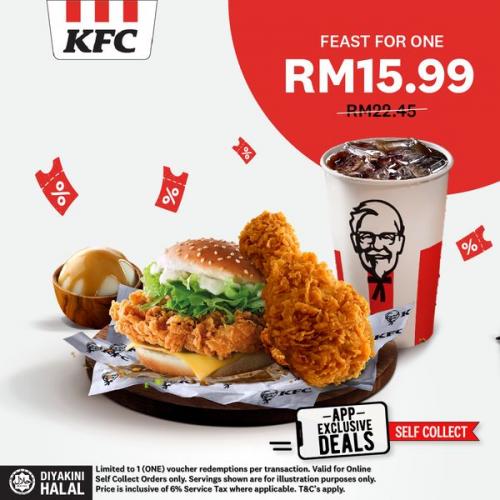 KFC
FEAST FOR ONE
RM15.99
RM22.45
%
%
%
%
%
KFC
KFC
-APP-
EXCLUSIVE
DEALS
SELF COLLECT
DIYAKINI
HALAL
Limited to 1 (ONE) voucher redemptions per transaction. Valid for Online
Self Collect Orders only. Servings shown are for illustration purposes only.
Price is inclusive of 6% Service Tax where applicable. T&C's apply.